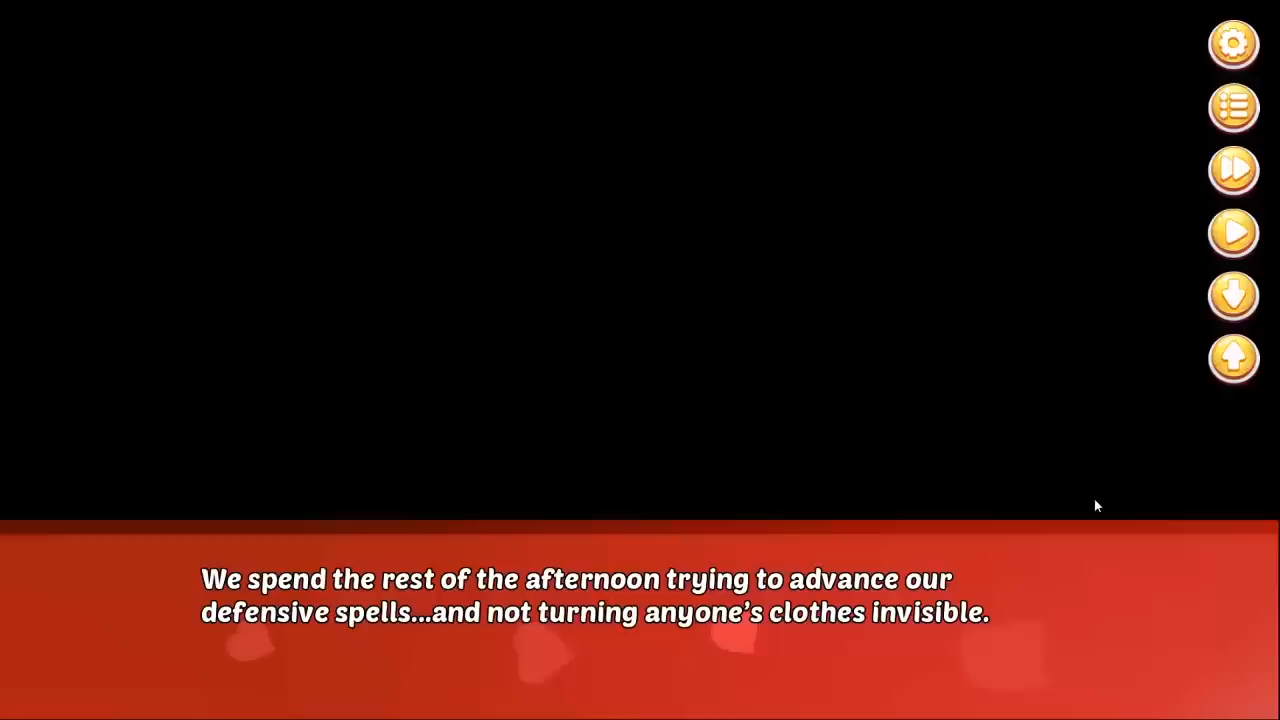 We spend the rest of the afternoon trying to advance our
defensive spells...and not turning anyone’s clothes invisible.